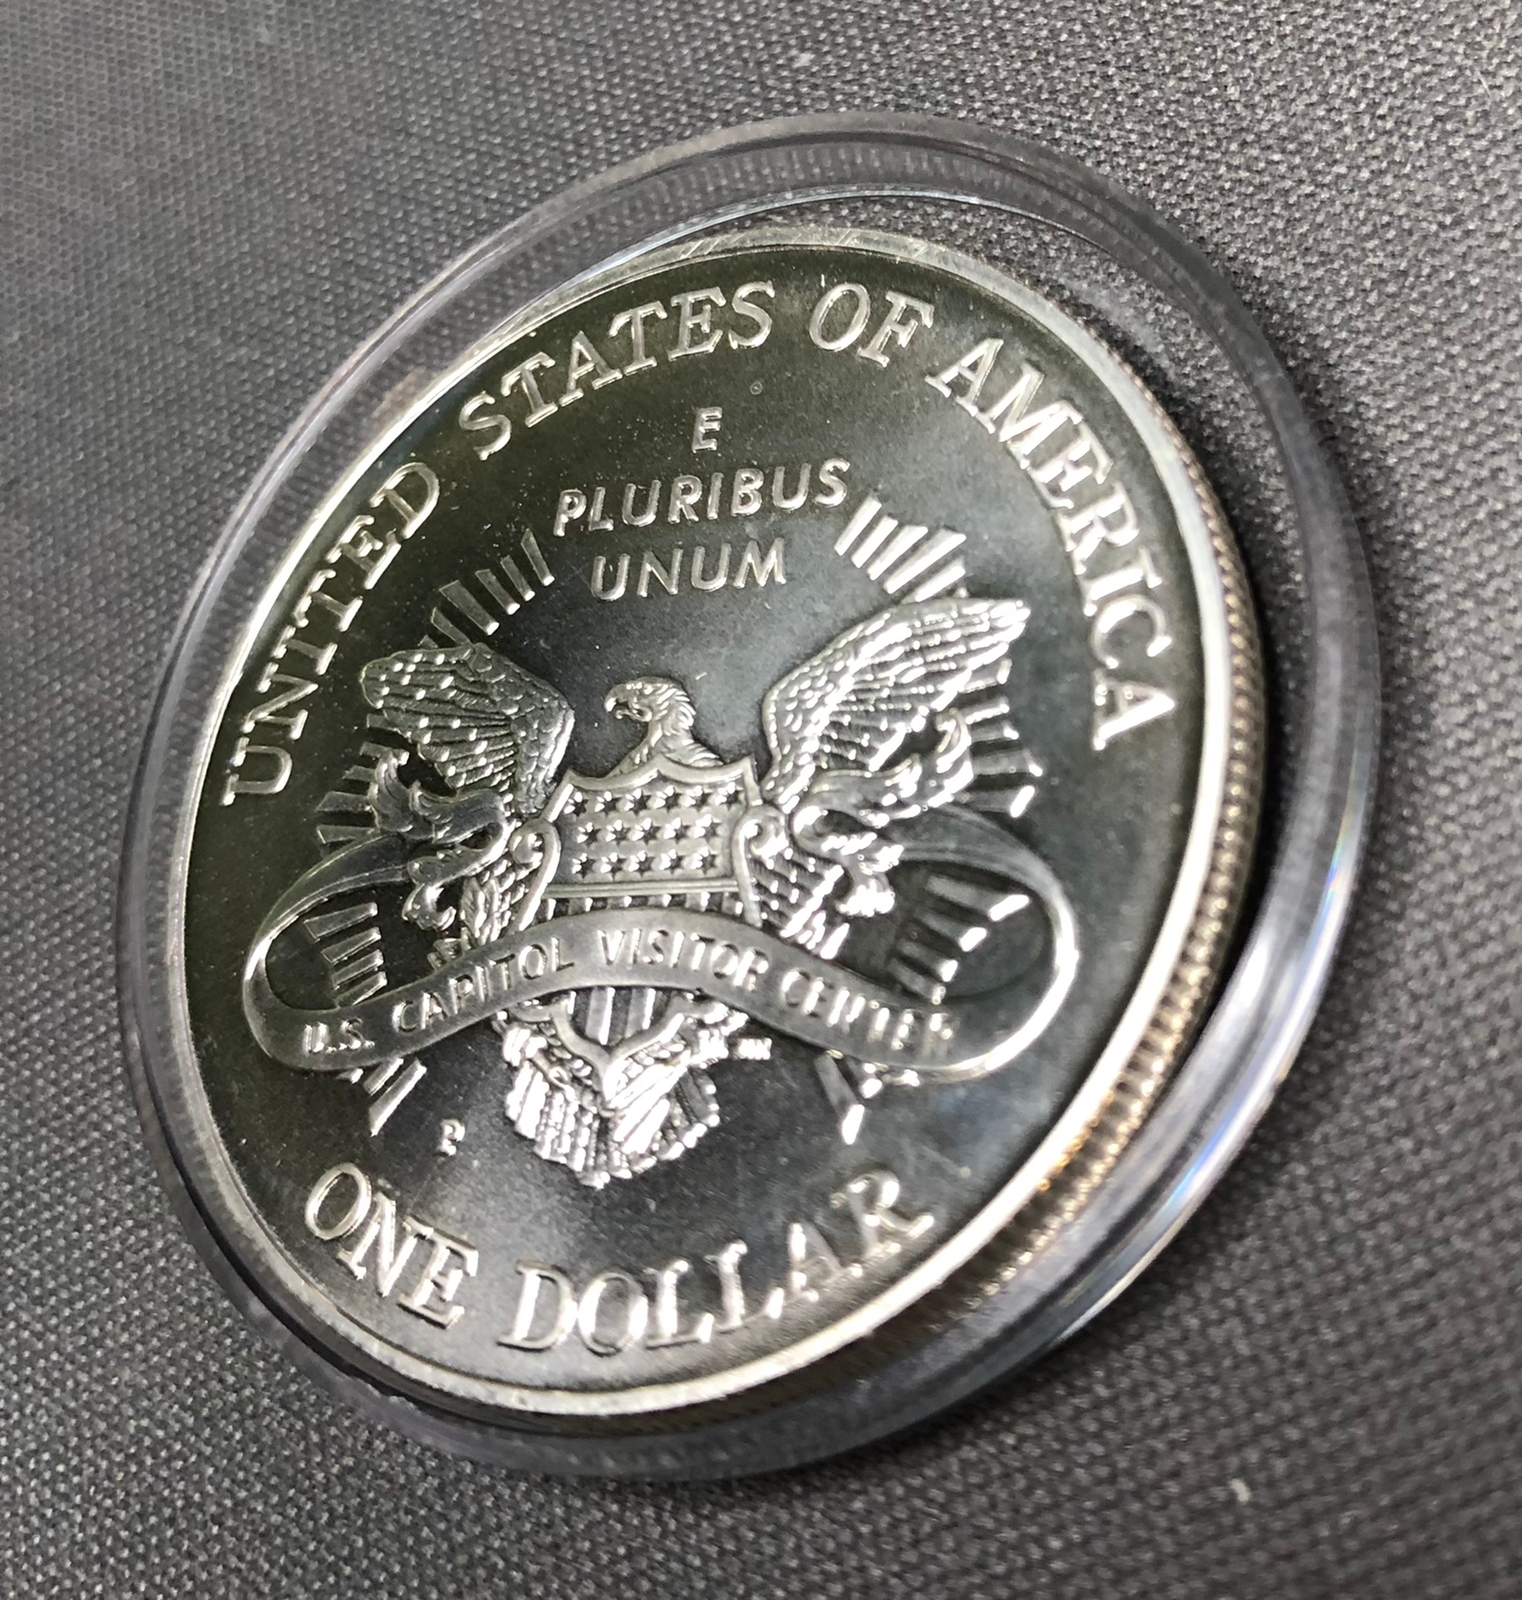 UNITED STATES OF AMERICA
E
PLURIBUS
UNUM
U.S. CAPITOL VISITOR CENTER
P
ONE DOLLAR